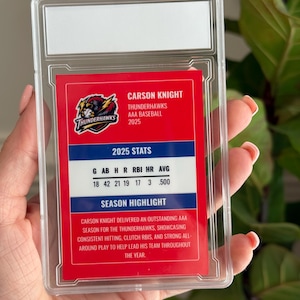 CARSON KNIGHT
THUNDERHAWKS
AAA BASEBALL
2025
THUNDERHAWKS
2025 STATS
G AB H R RBI HR AVG
18 42 21 19 17 3 .500
SEASON HIGHLIGHT
CARSON KNIGHT DELIVERED AN OUTSTANDING AAA
SEASON FOR THE THUNDERHAWKS, SHOWCASING
CONSISTENT HITTING, CLUTCH RBIS, AND STRONG ALL-
AROUND PLAY TO HELP LEAD HIS TEAM THROUGHOUT
THE YEAR.